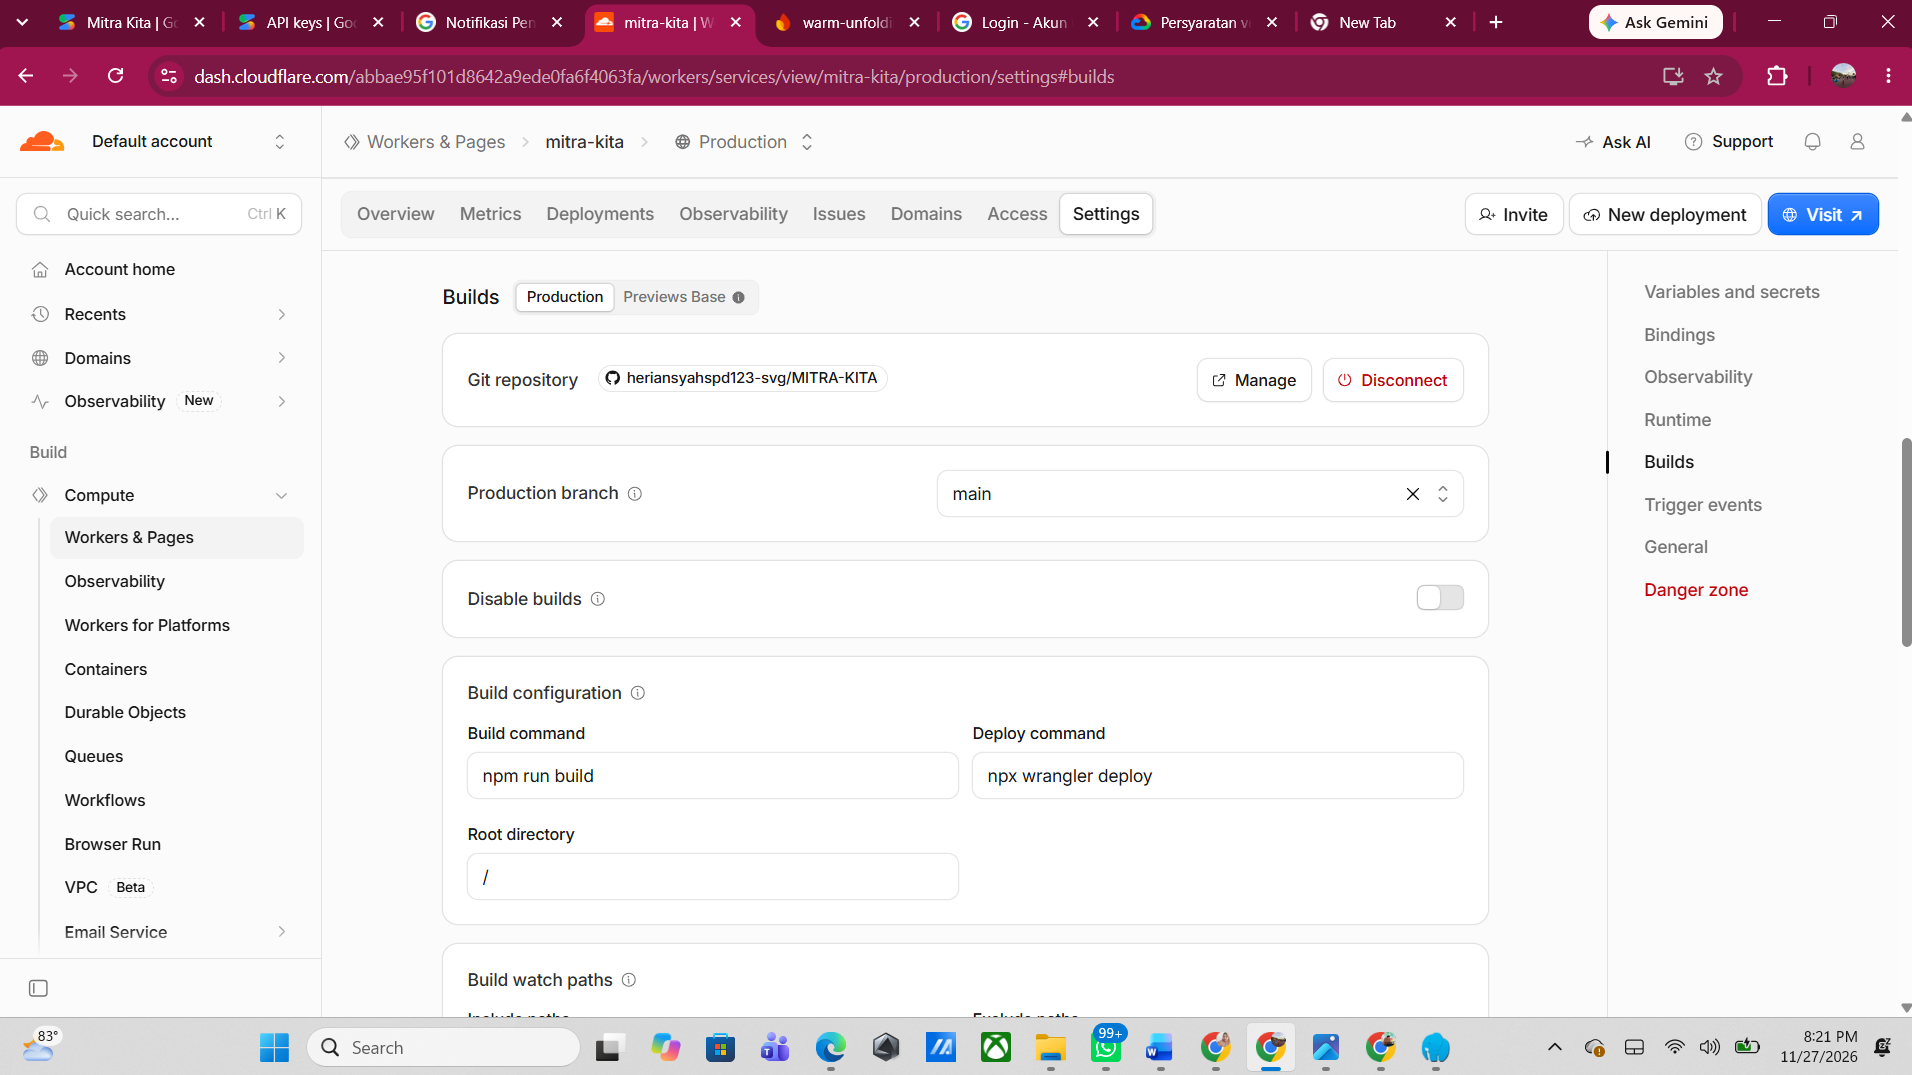 Mitra Kita | Go
API keys | Goo
Notifikasi Pen
mitra-kita | W
warm-unfoldi
Login - Akun
Persyaratan ve
New Tab
Ask Gemini
dash.cloudflare.com/abbae95f101d8642a9ede0fa6f4063fa/workers/services/view/mitra-kita/production/settings#builds
Default account
Workers & Pages
mitra-kita
Production
Ask AI
Support
Quick search...
Ctrl K
Overview
Metrics
Deployments
Observability
Issues
Domains
Access
Settings
Invite
New deployment
Visit
Account home
Recents
Domains
Observability
New
Build
Compute
Workers & Pages
Observability
Workers for Platforms
Containers
Durable Objects
Queues
Workflows
Browser Run
VPC
Beta
Email Service
Builds
Production
Previews Base
Git repository
heriansyahspd123-svg/MITRA-KITA
Manage
Disconnect
Production branch
main
Disable builds
Build configuration
Build command
Deploy command
npm run build
npx wrangler deploy
Root directory
/
Build watch paths
Include paths
Exclude paths
Variables and secrets
Bindings
Observability
Runtime
Builds
Trigger events
General
Danger zone
83°
Search
99+
8:21 PM
11/27/2026